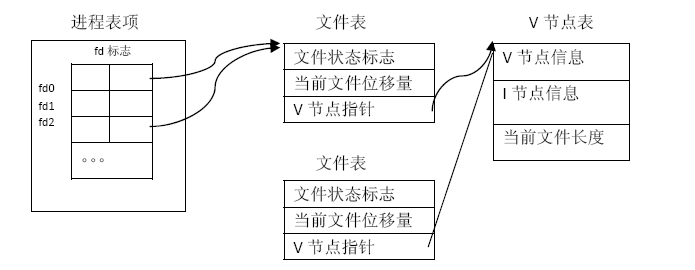 进程表项
fd 标志
fd0
fd1
fd2
。。。
文件表
文件状态标志
当前文件位移量
V 节点指针
文件表
文件状态标志
当前文件位移量
V 节点指针
V 节点表
V 节点信息
I 节点信息
当前文件长度